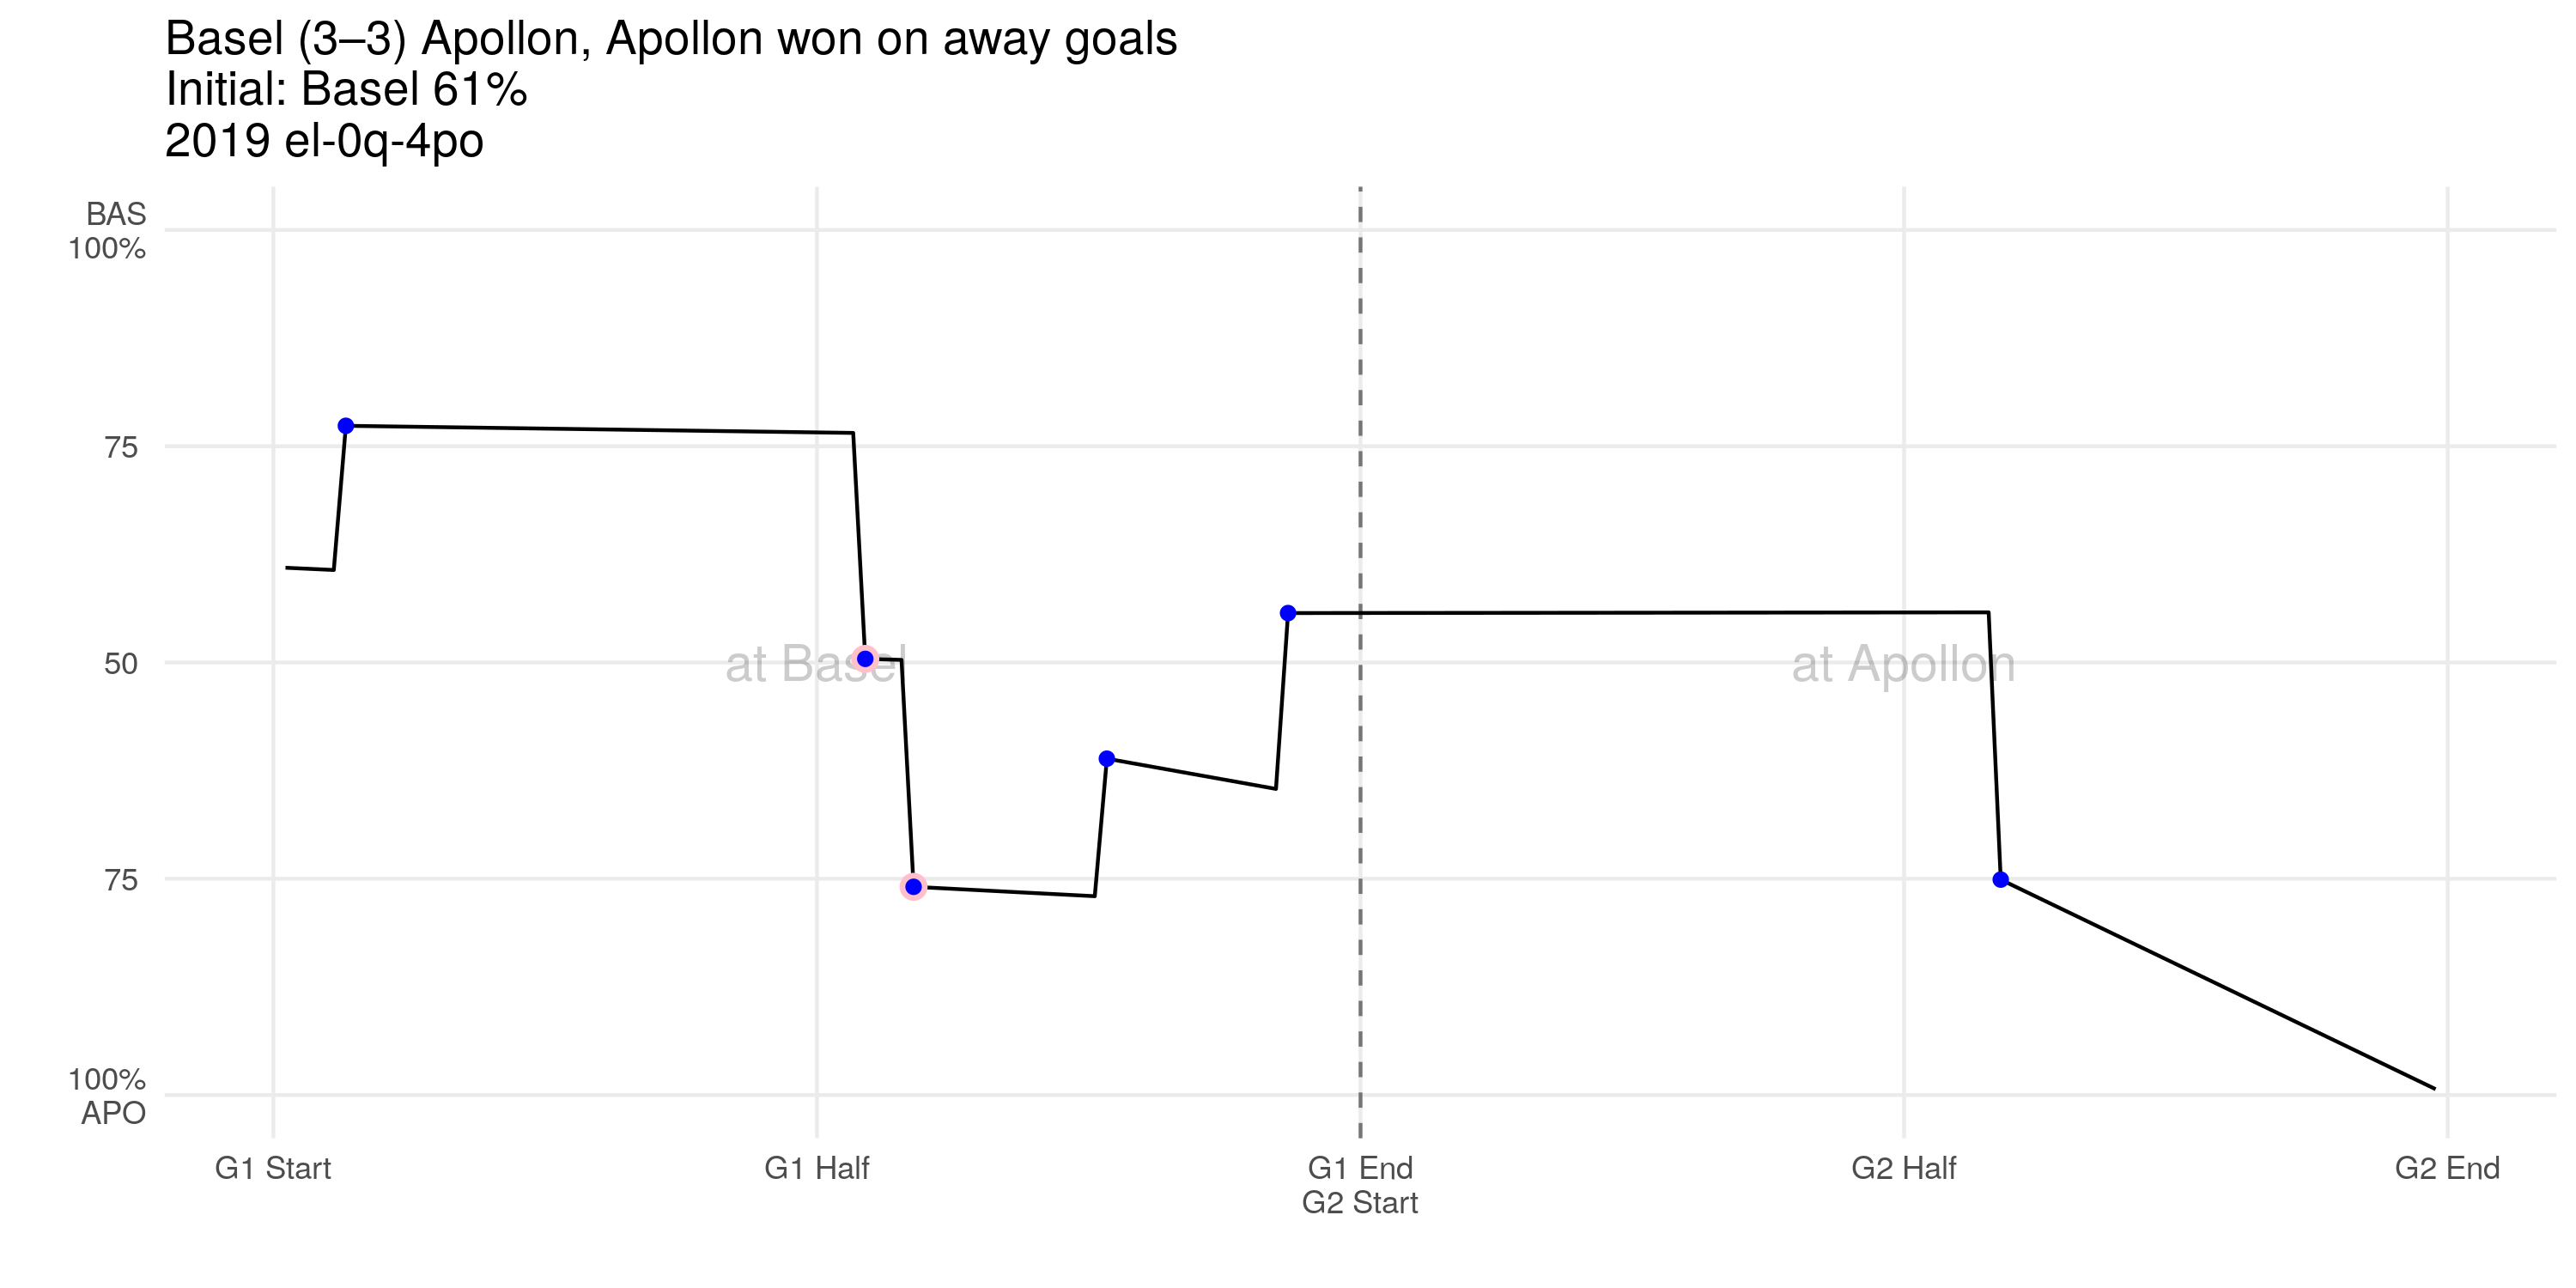 Basel (3–3) Apollon, Apollon won on away goals
Initial: Basel 61%
2019 el-0q-4po
BAS
100%
75
50
75
100%
APO
at Basel
at Apollon
G1 Start
G1 Half
G1 End
G2 Start
G2 Half
G2 End